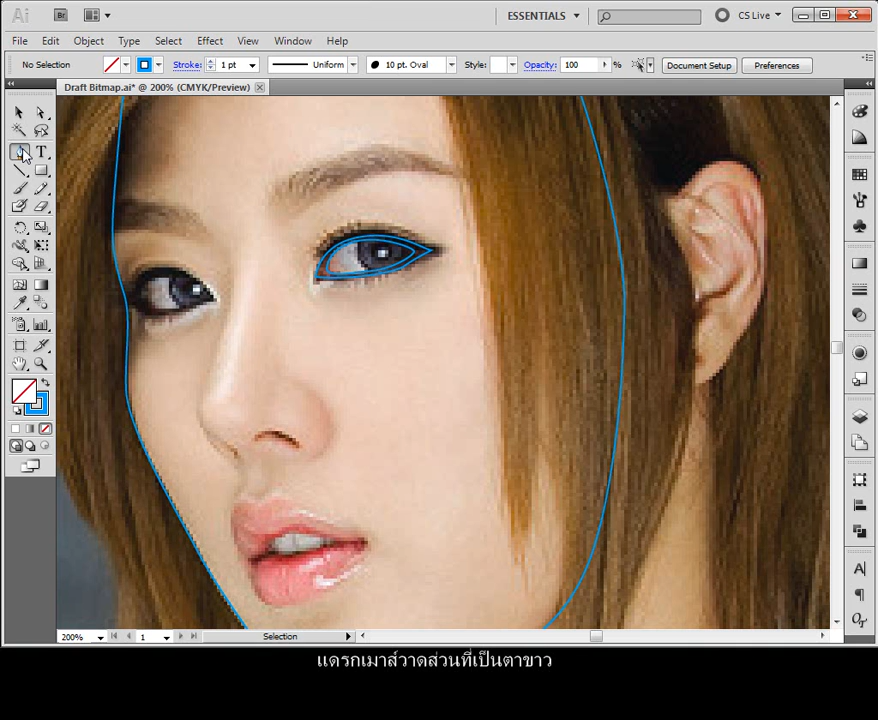 Ai Br ESSENTIALS CS Live
File Edit Object Type Select Effect View Window Help
No Selection Stroke: 1 pt Uniform 10 pt. Oval Style: Opacity: 100 % Document Setup Preferences
Draft Bitmap.ai* @ 200% (CMYK/Preview)
200% 1 Selection
แดรกเมาส์วาดส่วนที่เป็นตาขาว